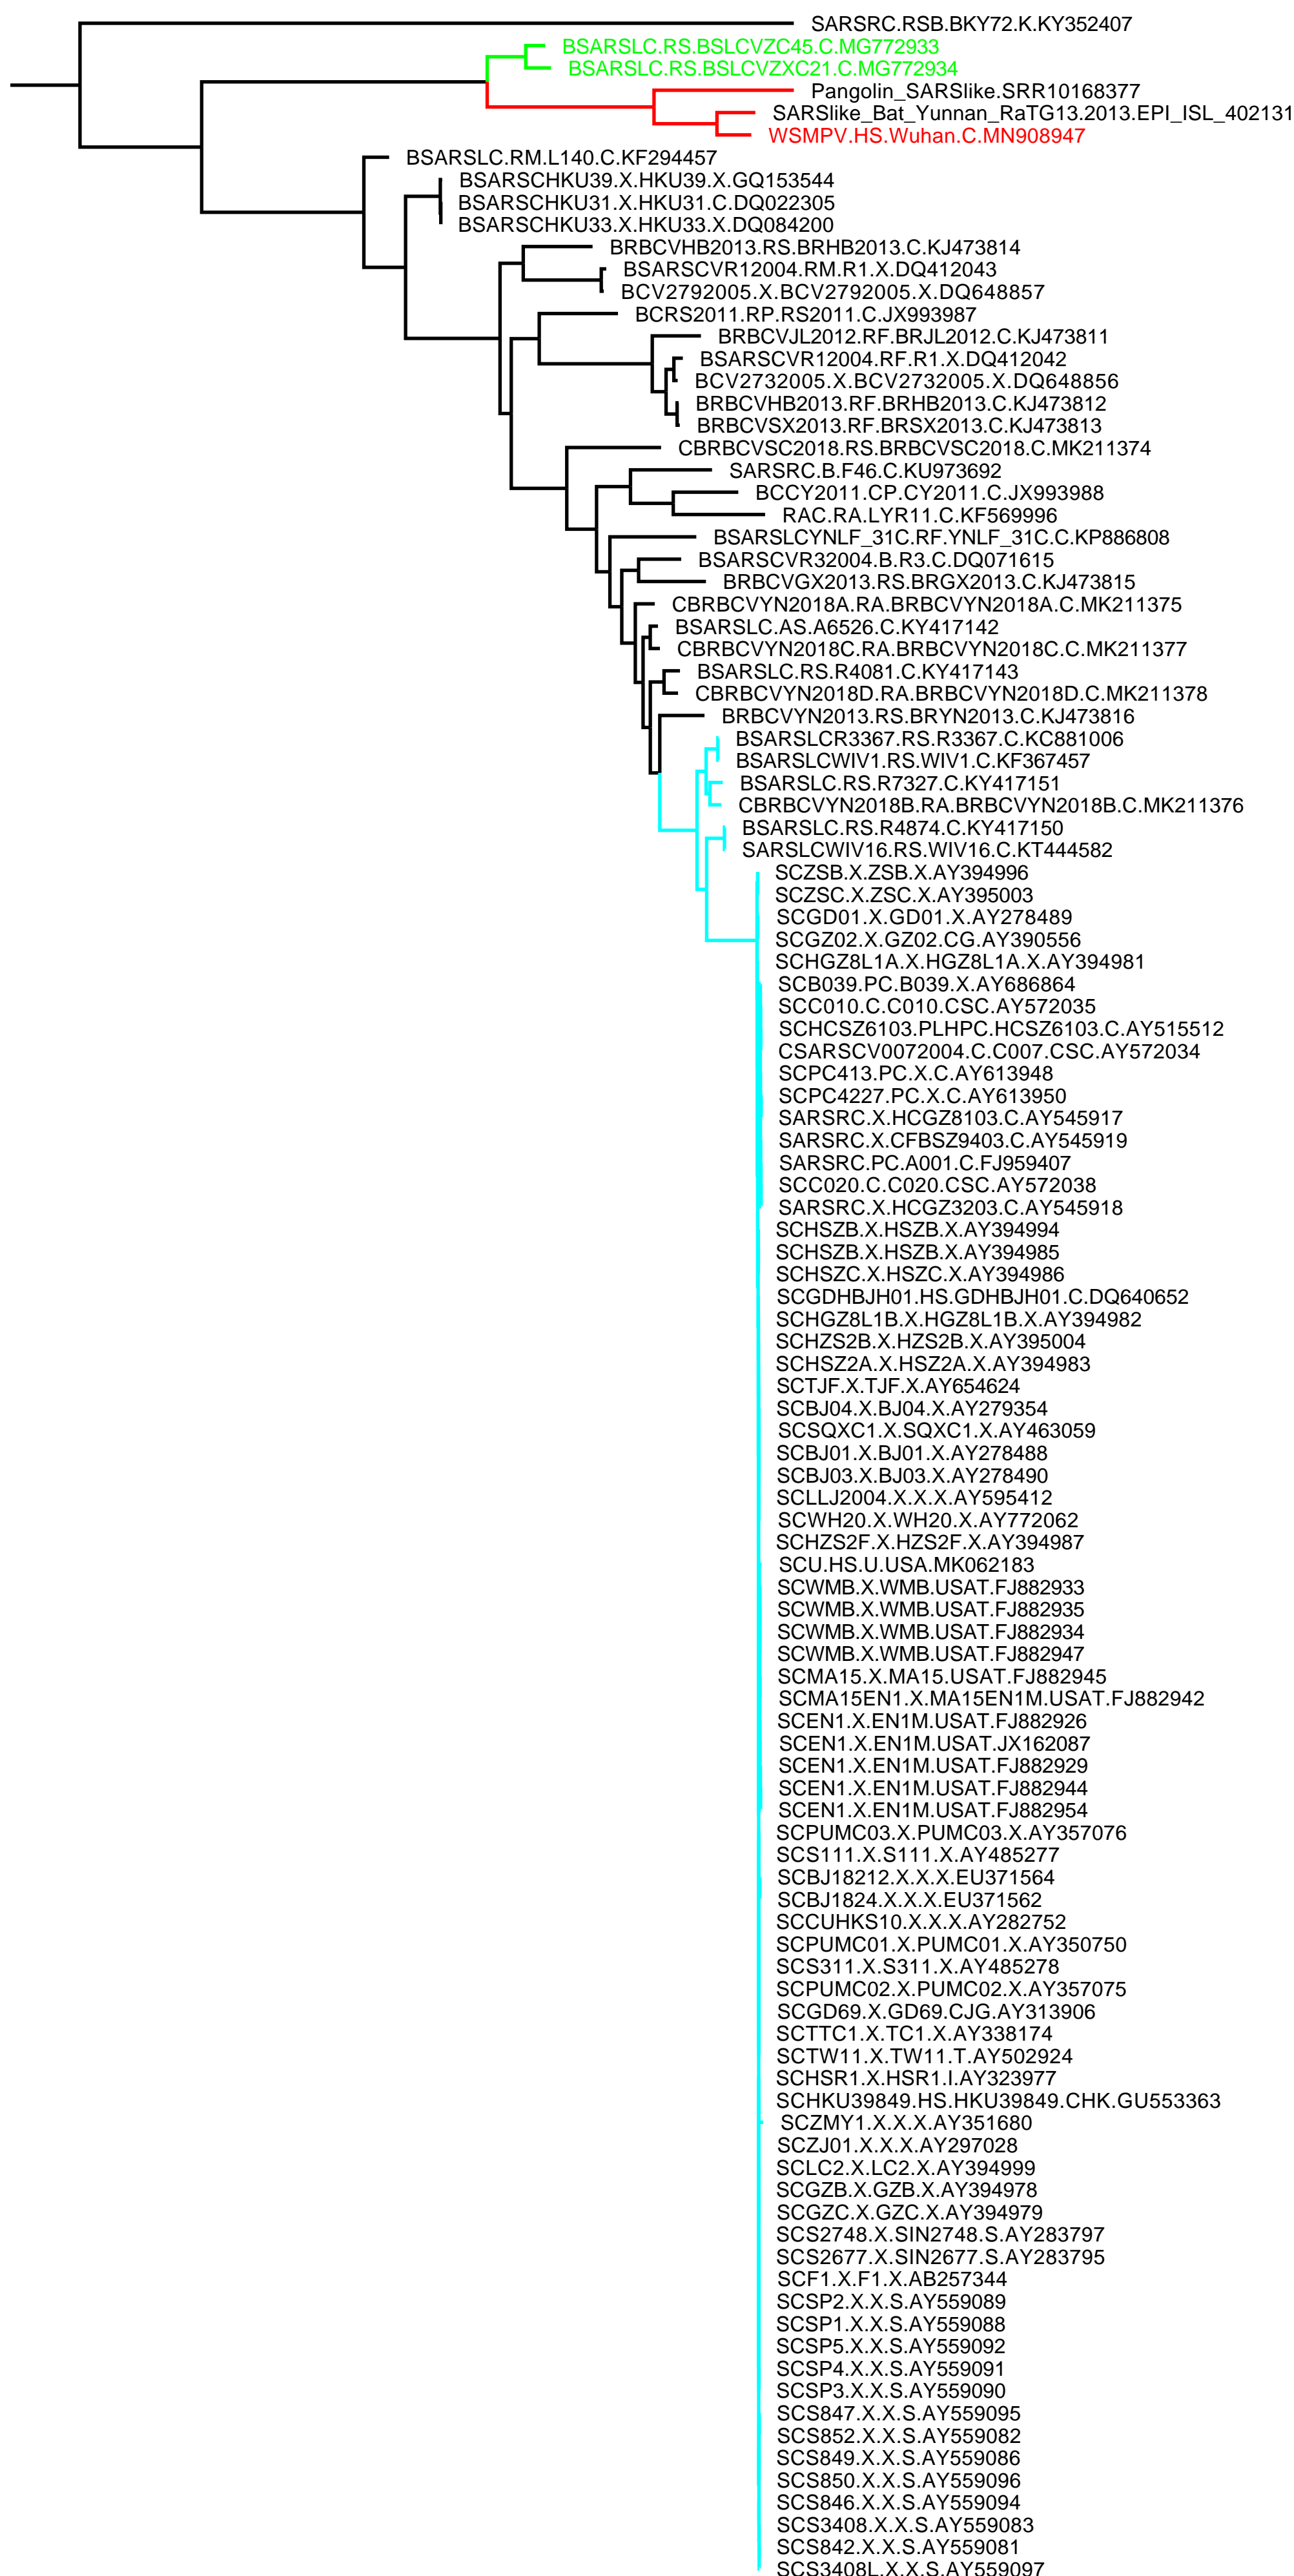 SARSRC.RSB.BKY72.K.KY352407
BSARSLC.RS.BSLCVZC45.C.MG772933
BSARSLC.RS.BSLCVZXC21.C.MG772934
Pangolin_SARSlike.SRR10168377
SARSlike_Bat_Yunnan_RaTG13.2013.EPI_ISL_402131
WSMPV.HS.Wuhan.C.MN908947
BSARSLC.RM.L140.C.KF294457
BSARSCHKU39.X.HKU39.X.GQ153544
BSARSCHKU31.X.HKU31.C.DQ022305
BSARSCHKU33.X.HKU33.X.DQ084200
BRBCVHB2013.RS.BRHB2013.C.KJ473814
BSARSCVR12004.RM.R1.X.DQ412043
BCV2792005.X.BCV2792005.X.DQ648857
BCRS2011.RP.RS2011.C.JX993987
BRBCVJL2012.RF.BRJL2012.C.KJ473811
BSARSCVR12004.RF.R1.X.DQ412042
BCV2732005.X.BCV2732005.X.DQ648856
BRBCVHB2013.RF.BRHB2013.C.KJ473812
BRBCVSX2013.RF.BRSX2013.C.KJ473813
CBRBCVSC2018.RS.BRBCVSC2018.C.MK211374
SARSRC.B.F46.C.KU973692
BCCY2011.CP.CY2011.C.JX993988
RAC.RA.LYR11.C.KF569996
BSARSLCYNLF_31C.RF.YNLF_31C.C.KP886808
BSARSCVR32004.B.R3.C.DQ071615
BRBCVGX2013.RS.BRGX2013.C.KJ473815
CBRBCVYN2018A.RA.BRBCVYN2018A.C.MK211375
BSARSLC.AS.A6526.C.KY417142
CBRBCVYN2018C.RA.BRBCVYN2018C.C.MK211377
BSARSLC.RS.R4081.C.KY417143
CBRBCVYN2018D.RA.BRBCVYN2018D.C.MK211378
BRBCVYN2013.RS.BRYN2013.C.KJ473816
BSARSLCR3367.RS.R3367.C.KC881006
BSARSLCWIV1.RS.WIV1.C.KF367457
BSARSLC.RS.R7327.C.KY417151
CBRBCVYN2018B.RA.BRBCVYN2018B.C.MK211376
BSARSLC.RS.R4874.C.KY417150
SARSLCWIV16.RS.WIV16.C.KT444582
SCZSB.X.ZSB.X.AY394996
SCZSC.X.ZSC.X.AY395003
SCGD01.X.GD01.X.AY278489
SCGZ02.X.GZ02.CG.AY390556
SCHGZ8L1A.X.HGZ8L1A.X.AY394981
SCB039.PC.B039.X.AY686864
SCC010.C.C010.CSC.AY572035
SCHCSZ6103.PLHPC.HCSZ6103.C.AY515512
CSARSCV0072004.C.C007.CSC.AY572034
SCPC413.PC.X.C.AY613948
SCPC4227.PC.X.C.AY613950
SARSRC.X.HCGZ8103.C.AY545917
SARSRC.X.CFBSZ9403.C.AY545919
SARSRC.PC.A001.C.FJ959407
SCC020.C.C020.CSC.AY572038
SARSRC.X.HCGZ3203.C.AY545918
SCHSZB.X.HSZB.X.AY394994
SCHSZB.X.HSZB.X.AY394985
SCHSZC.X.HSZC.X.AY394986
SCGDHBJH01.HS.GDHBJH01.C.DQ640652
SCHGZ8L1B.X.HGZ8L1B.X.AY394982
SCHZS2B.X.HZS2B.X.AY395004
SCHSZ2A.X.HSZ2A.X.AY394983
SCTJF.X.TJF.X.AY654624
SCBJ04.X.BJ04.X.AY279354
SCSQXC1.X.SQXC1.X.AY463059
SCBJ01.X.BJ01.X.AY278488
SCBJ03.X.BJ03.X.AY278490
SCLLJ2004.X.X.X.AY595412
SCWH20.X.WH20.X.AY772062
SCHZS2F.X.HZS2F.X.AY394987
SCU.HS.U.USA.MK062183
SCWMB.X.WMB.USAT.FJ882933
SCWMB.X.WMB.USAT.FJ882935
SCWMB.X.WMB.USAT.FJ882934
SCWMB.X.WMB.USAT.FJ882947
SCMA15.X.MA15.USAT.FJ882945
SCMA15EN1.X.MA15EN1M.USAT.FJ882942
SCEN1.X.EN1M.USAT.FJ882926
SCEN1.X.EN1M.USAT.JX162087
SCEN1.X.EN1M.USAT.FJ882929
SCEN1.X.EN1M.USAT.FJ882944
SCEN1.X.EN1M.USAT.FJ882954
SCPUMC03.X.PUMC03.X.AY357076
SCS111.X.S111.X.AY485277
SCBJ18212.X.X.X.EU371564
SCBJ1824.X.X.X.EU371562
SCCUHKS10.X.X.X.AY282752
SCPUMC01.X.PUMC01.X.AY350750
SCS311.X.S311.X.AY485278
SCPUMC02.X.PUMC02.X.AY357075
SCGD69.X.GD69.CJG.AY313906
SCTTC1.X.TC1.X.AY338174
SCTW11.X.TW11.T.AY502924
SCHSR1.X.HSR1.I.AY323977
SCHKU39849.HS.HKU39849.CHK.GU553363
SCZMY1.X.X.X.AY351680
SCZJ01.X.X.X.AY297028
SCLC2.X.LC2.X.AY394999
SCGZB.X.GZB.X.AY394978
SCGZC.X.GZC.X.AY394979
SCS2748.X.SIN2748.S.AY283797
SCS2677.X.SIN2677.S.AY283795
SCF1.X.F1.X.AB257344
SCSP2.X.X.S.AY559089
SCSP1.X.X.S.AY559088
SCSP5.X.X.S.AY559092
SCSP4.X.X.S.AY559091
SCSP3.X.X.S.AY559090
SCS847.X.X.S.AY559095
SCS852.X.X.S.AY559082
SCS849.X.X.S.AY559086
SCS850.X.X.S.AY559096
SCS846.X.X.S.AY559094
SCS3408.X.X.S.AY559083
SCS842.X.X.S.AY559081
SCS3408L.X.X.S.AY559097